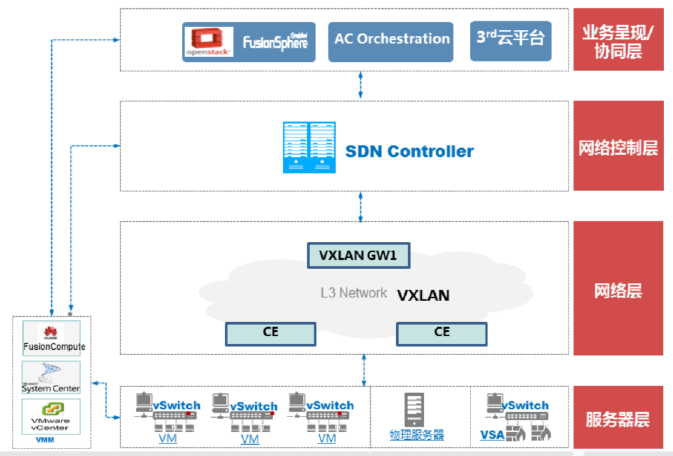 openstack
FusionSphere
AC Orchestration
3rd云平台
业务呈现/
协同层
SDN Controller
网络控制层
VXLAN GW1
L3 Network VXLAN
CE
CE
网络层
FusionCompute
System Center
VMware
vCenter
VMM
vSwitch
VM
vSwitch
VM
vSwitch
VM
物理服务器
vSwitch
VSA
服务器层